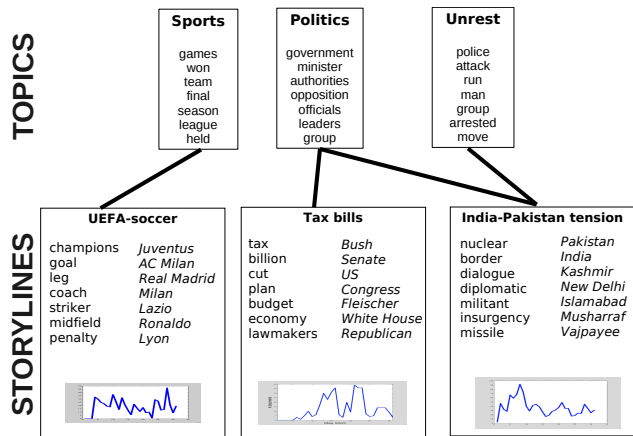 TOPICS
Sports
games
won
team
final
season
league
held
Politics
government
minister
authorities
opposition
officials
leaders
group
Unrest
police
attack
run
man
group
arrested
move
STORYLINES
UEFA-soccer
champions Juventus
goal AC Milan
leg Real Madrid
coach Milan
striker Lazio
midfield Ronaldo
penalty Lyon
Tax bills
tax Bush
billion Senate
cut US
plan Congress
budget Fleischer
economy White House
lawmakers Republican
India-Pakistan tension
nuclear Pakistan
border India
dialogue Kashmir
diplomatic New Delhi
militant Islamabad
insurgency Musharraf
missile Vajpayee